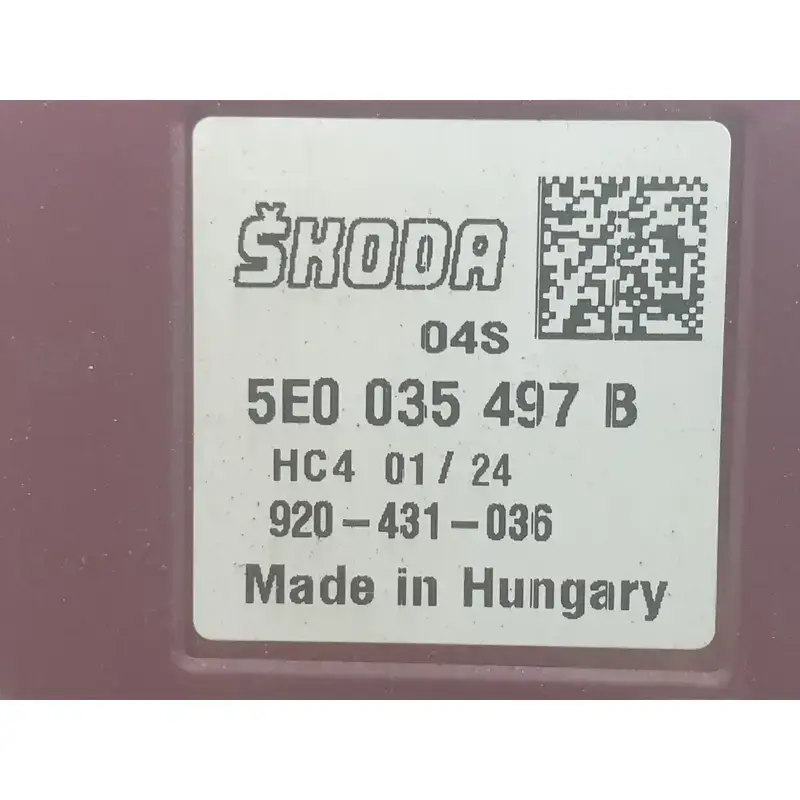 ŠKODA
04S
5E0 035 497 B
HC4 01/24
920-431-036
Made in Hungary